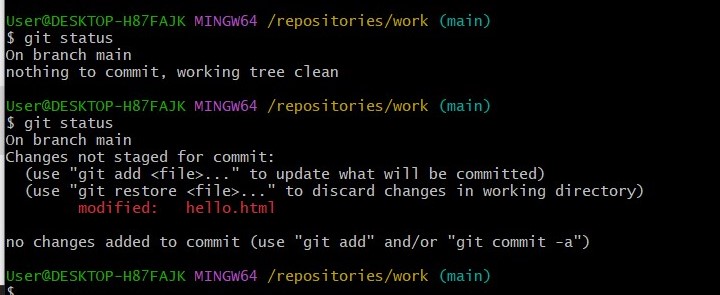 User@DESKTOP-H87FAJK MINGW64 /repositories/work (main)
$ git status
On branch main
nothing to commit, working tree clean
User@DESKTOP-H87FAJK MINGW64 /repositories/work (main)
$ git status
On branch main
Changes not staged for commit:
  (use "git add <file>..." to update what will be committed)
  (use "git restore <file>..." to discard changes in working directory)
        modified:   hello.html
no changes added to commit (use "git add" and/or "git commit -a")
User@DESKTOP-H87FAJK MINGW64 /repositories/work (main)
$